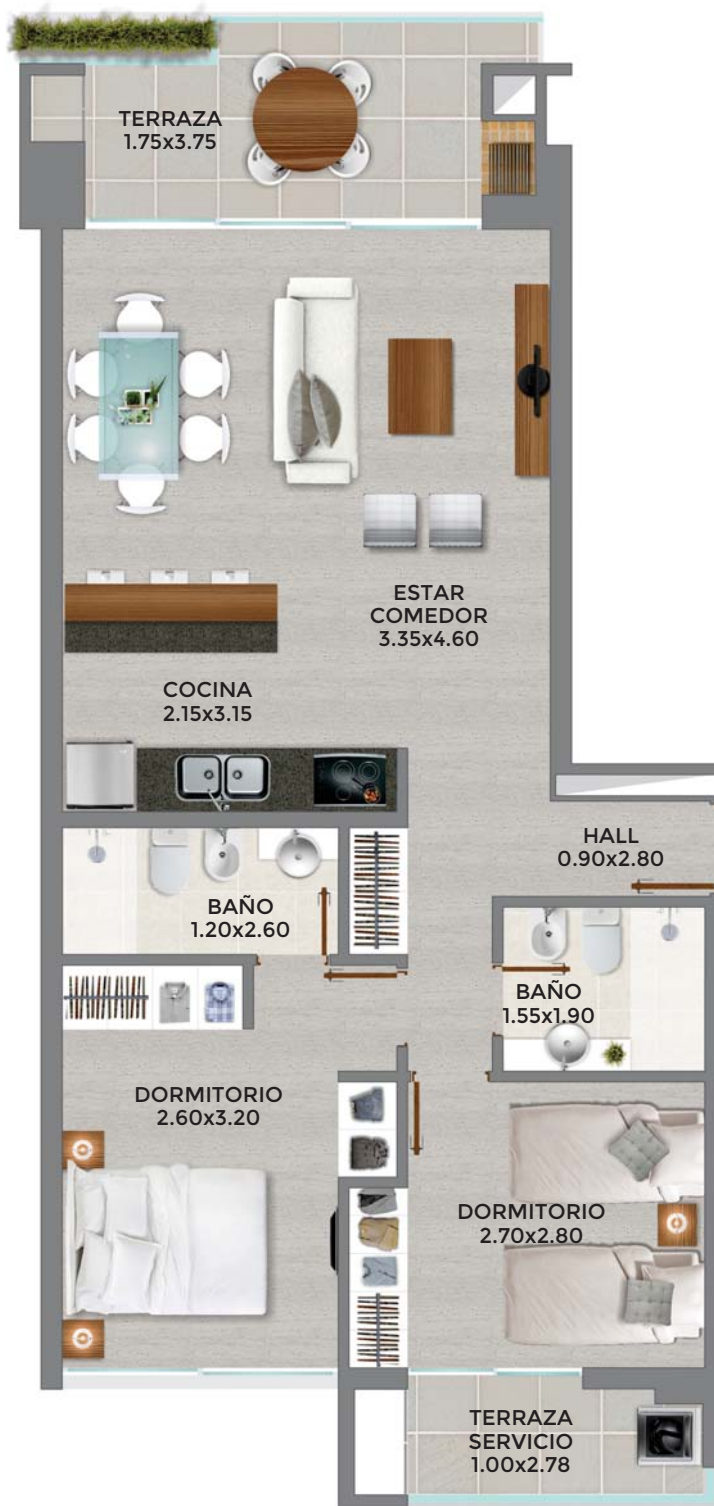 TERRAZA
1.75x3.75
ESTAR
COMEDOR
3.35x4.60
COCINA
2.15x3.15
HALL
0.90x2.80
BAÑO
1.20x2.60
BAÑO
1.55x1.90
DORMITORIO
2.60x3.20
DORMITORIO
2.70x2.80
TERRAZA
SERVICIO
1.00x2.78